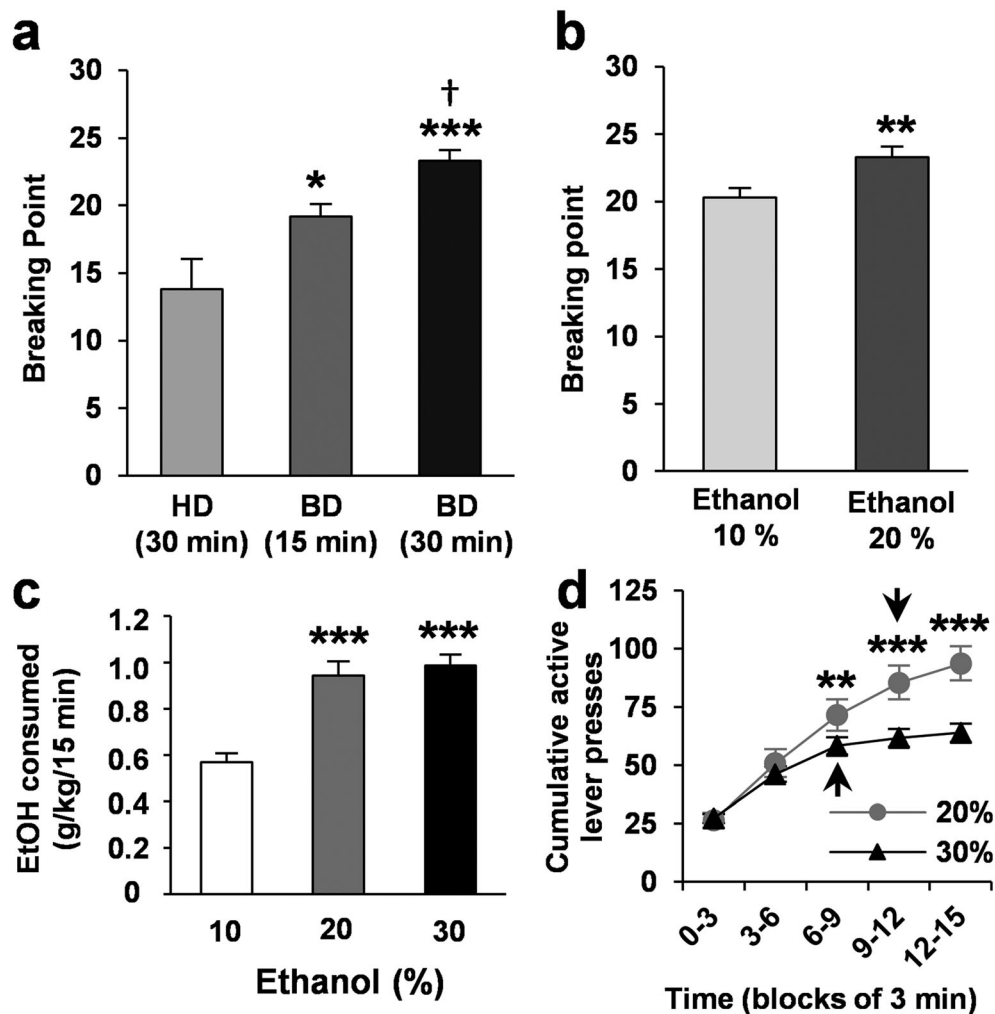 a
30
25
20
15
10
5
0
Breaking Point
*
†
***
HD
(30 min)
BD
(15 min)
BD
(30 min)
b
30
25
20
15
10
5
0
Breaking point
**
Ethanol
10 %
Ethanol
20 %
c
1.2
1.0
0.8
0.6
0.4
0.2
0
EtOH consumed
(g/kg/15 min)
***
***
10
20
30
Ethanol (%)
d
125
100
75
50
25
0
Cumulative active
lever presses
**
***
***
20%
30%
0-3
3-6
6-9
9-12
12-15
Time (blocks of 3 min)